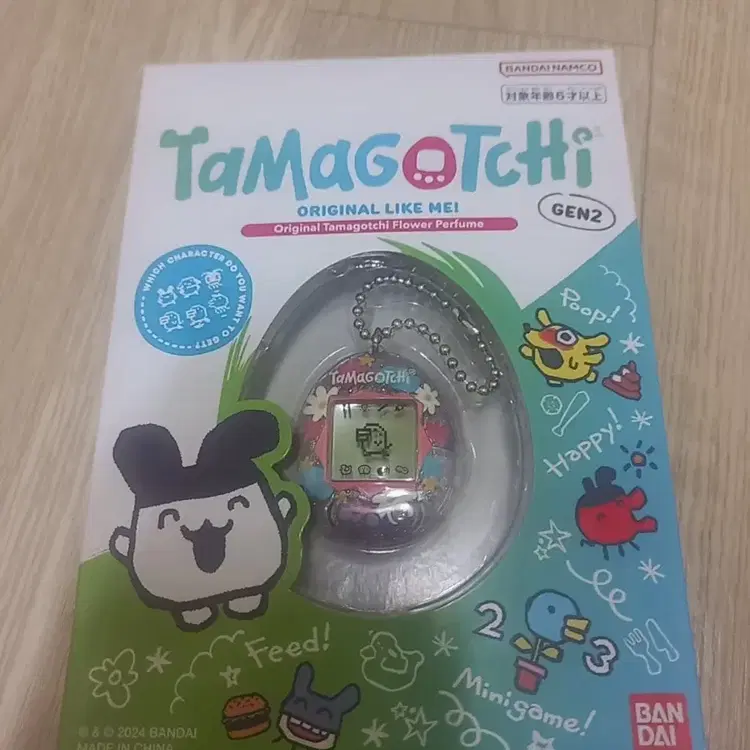 BANDAI NAMCO
対象年齢6才以上
TaMaGoTcHi
ORIGINAL LIKE ME!
Original Tamagotchi Flower Perfume
GEN2
WHICH CHARACTER DO YOU WANT TO GET?
TaMaGoTcHi
Poop!
Happy!
2 3
Feed!
Minigame!
© & © 2024 BANDAI
MADE IN CHINA
BAN
DAI